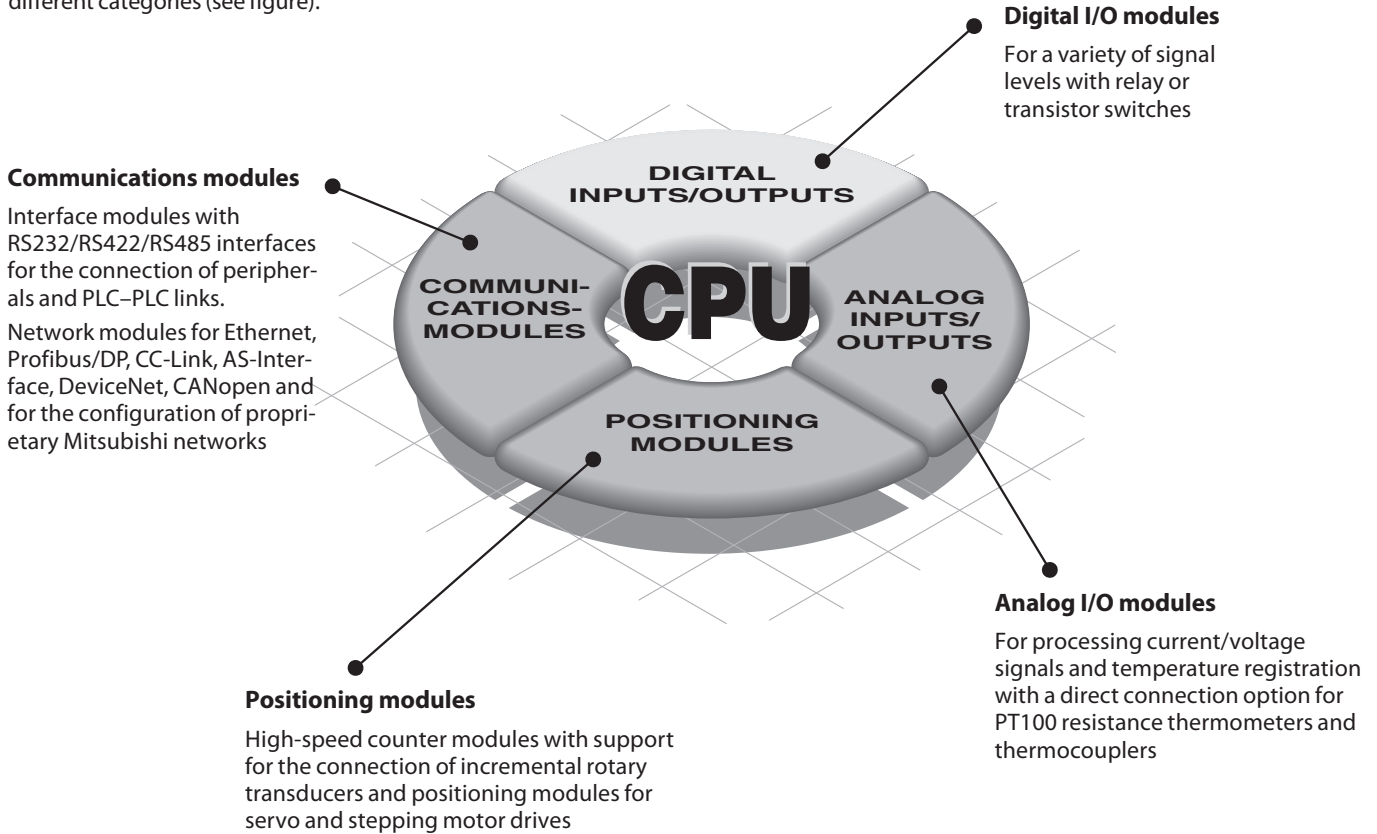 different categories (see figure).
Digital I/O modules
For a variety of signal
levels with relay or
transistor switches
Communications modules
Interface modules with
RS232/RS422/RS485 interfaces
for the connection of peripher-
als and PLC–PLC links.
Network modules for Ethernet,
Profibus/DP, CC-Link, AS-Inter-
face, DeviceNet, CANopen and
for the configuration of propri-
etary Mitsubishi networks
DIGITAL
INPUTS/OUTPUTS
COMMUNI-
CATIONS-
MODULES
CPU
ANALOG
INPUTS/
OUTPUTS
POSITIONING
MODULES
Analog I/O modules
For processing current/voltage
signals and temperature registration
with a direct connection option for
PT100 resistance thermometers and
thermocouplers
Positioning modules
High-speed counter modules with support
for the connection of incremental rotary
transducers and positioning modules for
servo and stepping motor drives